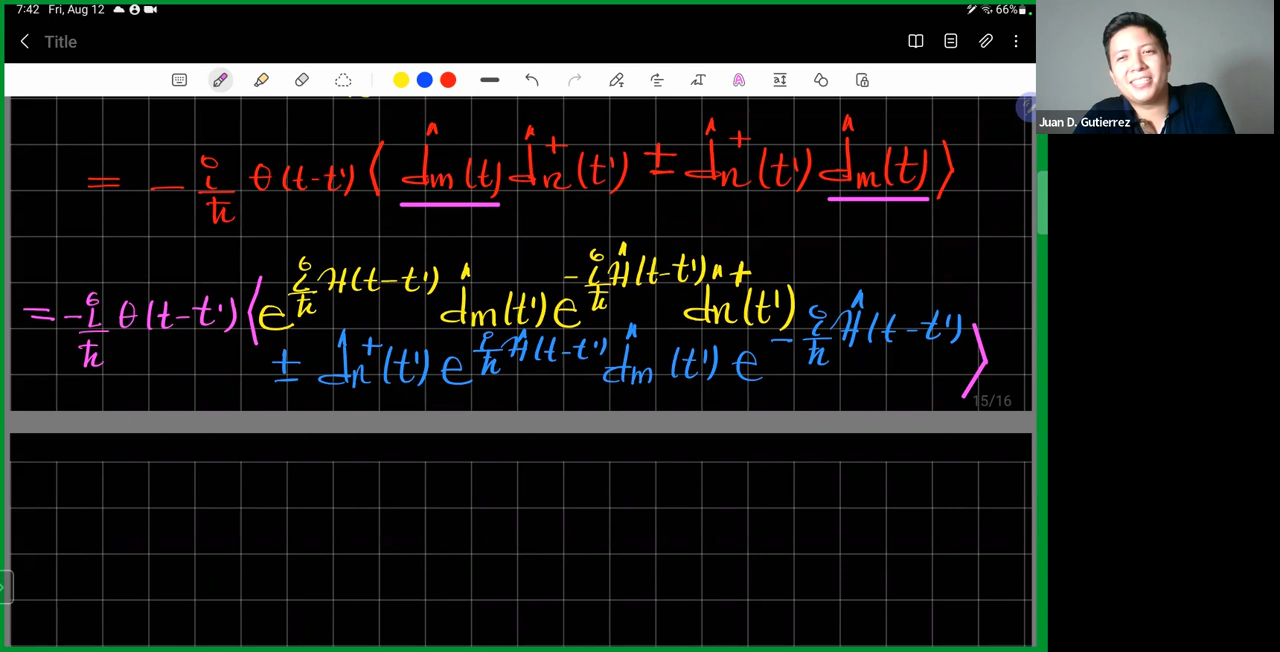 7:42 Fri, Aug 12
66%
Title
Juan D. Gutierrez
= - i/ħ θ(t-t') ⟨ d̂m(t) d̂n⁺(t') ± d̂n⁺(t') d̂m(t) ⟩
= - i/ħ θ(t-t') ⟨ e^{i/ħ H(t-t')} d̂m(t') e^{-i/ħ Ĥ(t-t')} d̂n⁺(t')
± d̂n⁺(t') e^{i/ħ Ĥ(t-t')} d̂m(t') e^{-i/ħ Ĥ(t-t')} ⟩
15/16